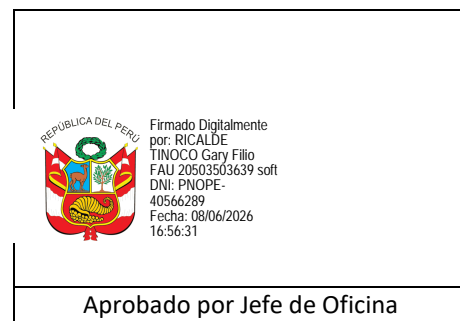 REPÚBLICA DEL PERÚ
Firmado Digitalmente
por: RICALDE
TINOCO Gary Filio
FAU 20503503639 soft
DNI: PNOPE-
40566289
Fecha: 08/06/2026
16:56:31
Aprobado por Jefe de Oficina